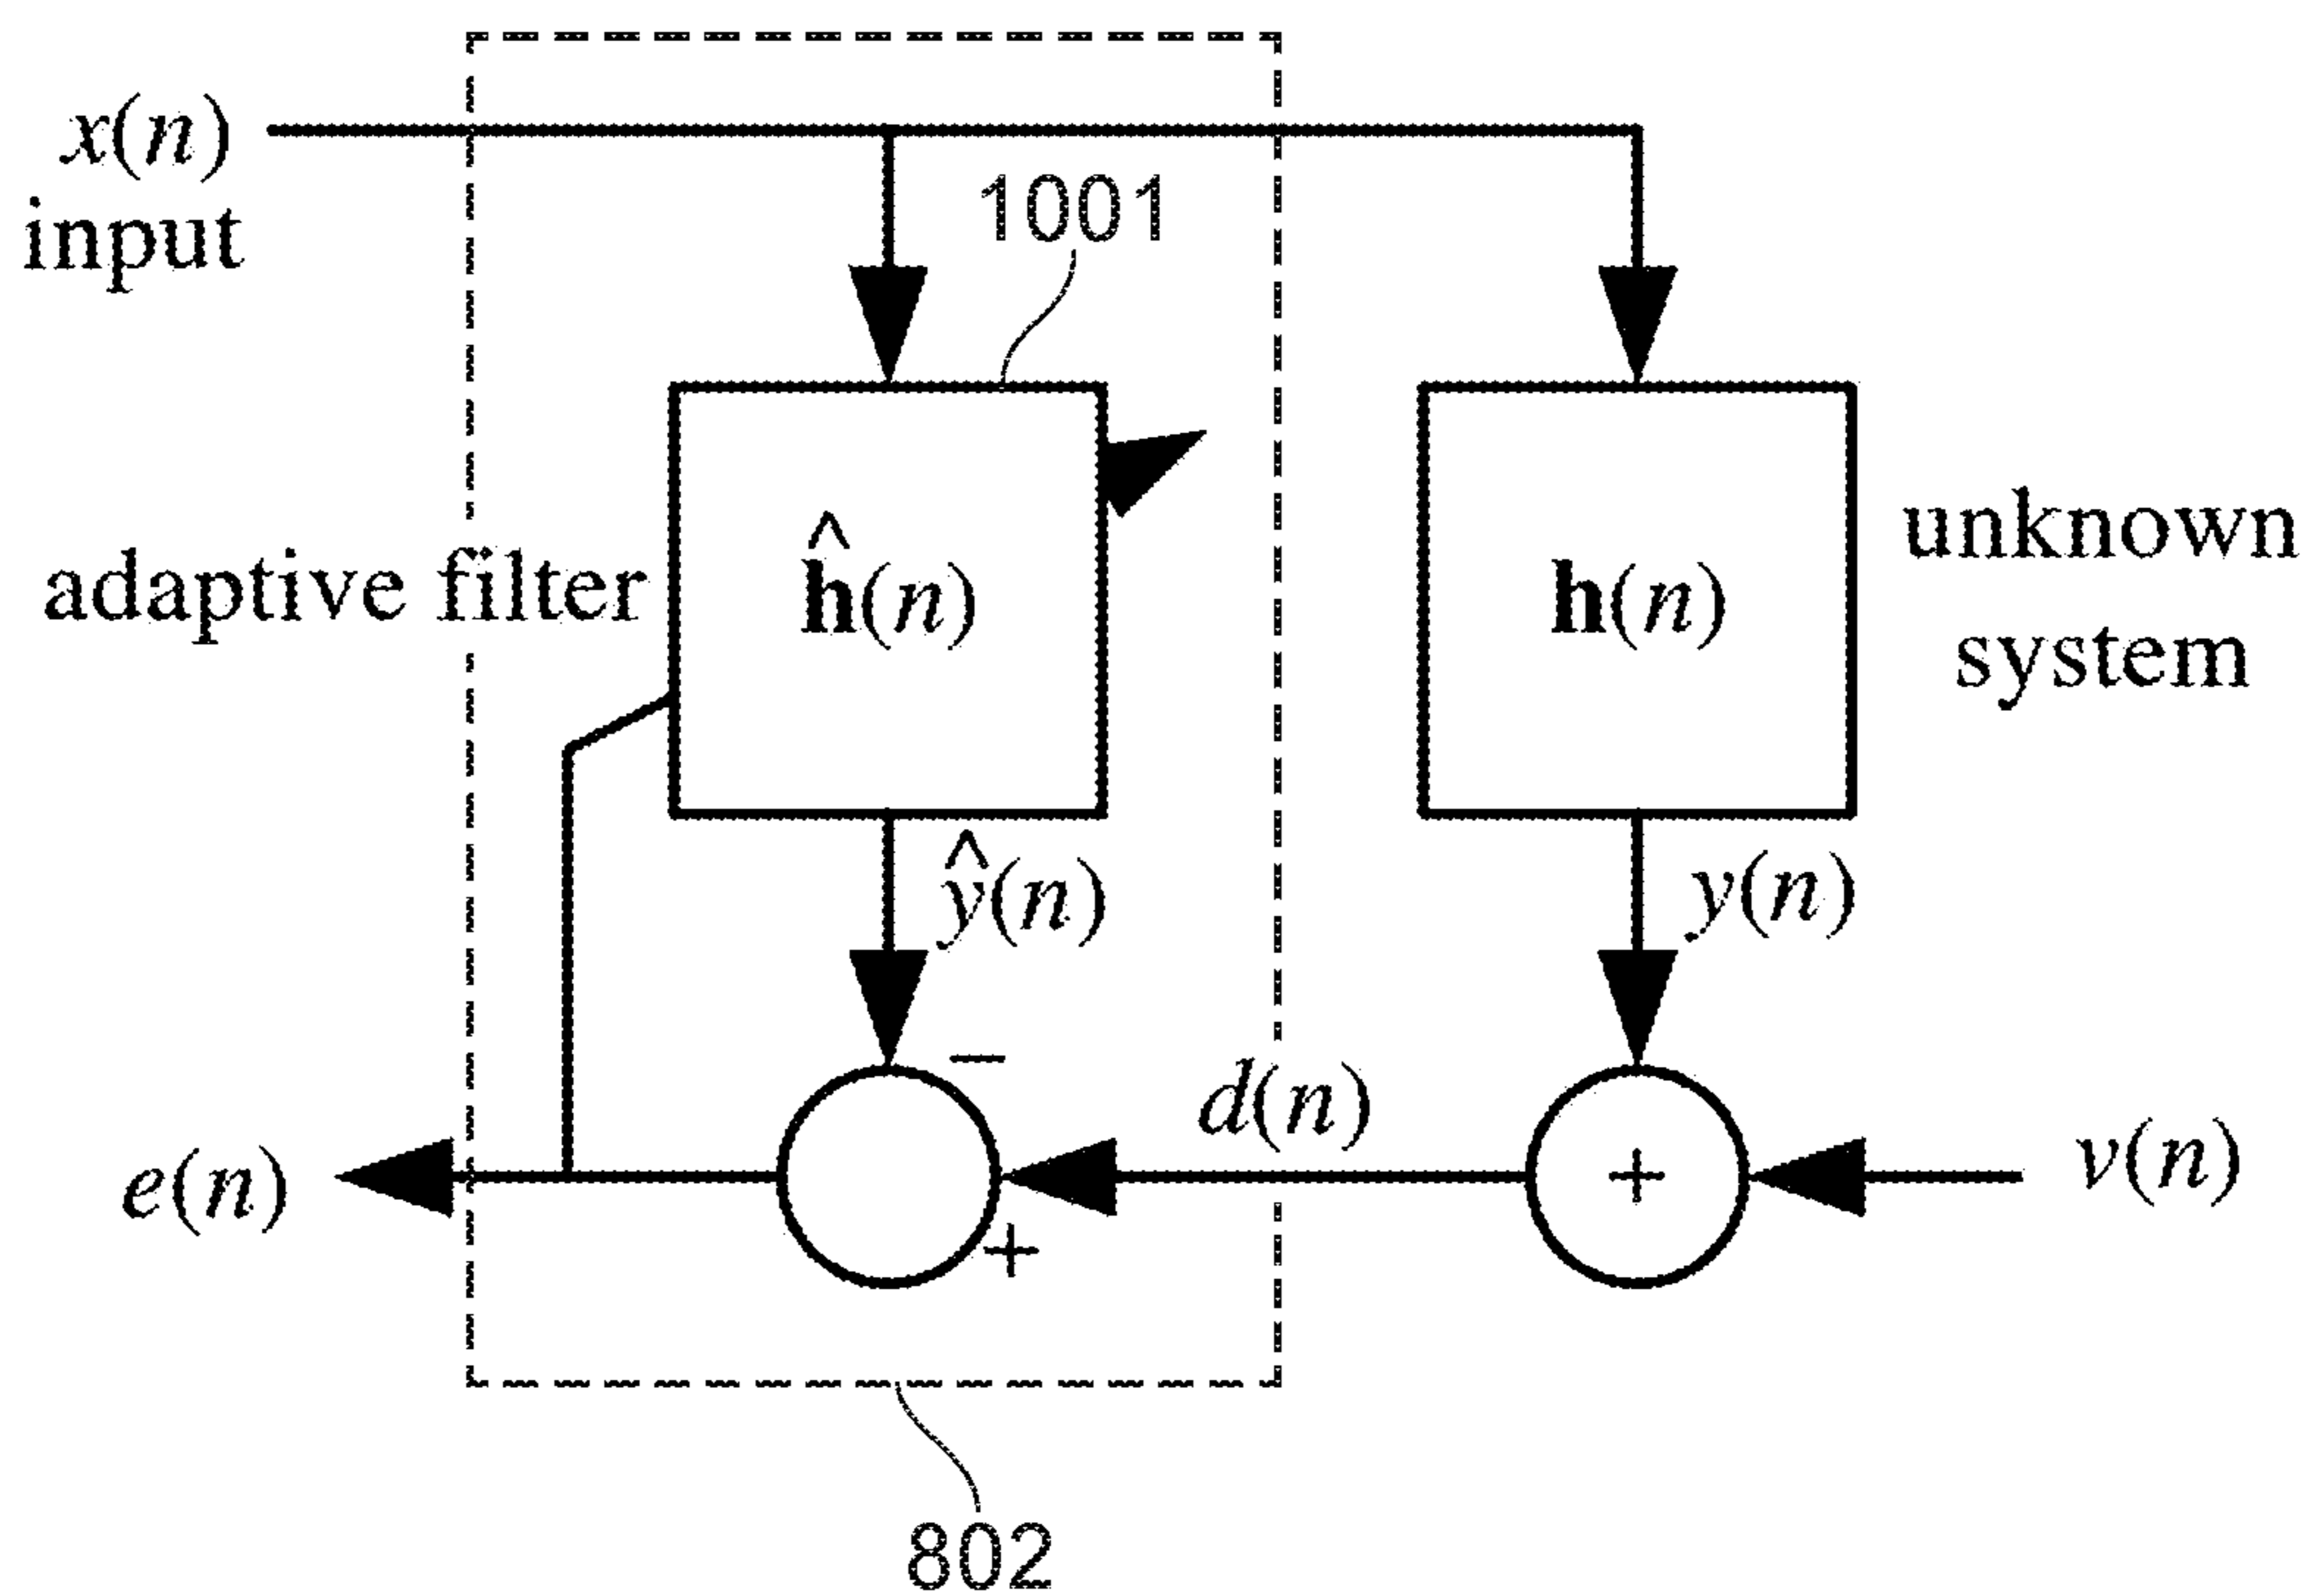 x(n)
input
1001
adaptive filter
ĥ(n)
h(n)
unknown
system
ŷ(n)
y(n)
−
d(n)
e(n)
+
v(n)
+
802